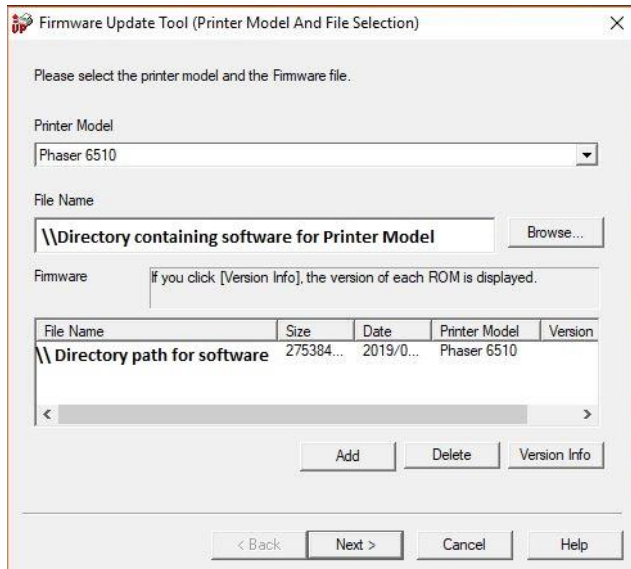 UP Firmware Update Tool (Printer Model And File Selection)
Please select the printer model and the Firmware file.
Printer Model
Phaser 6510
File Name
\\Directory containing software for Printer Model Browse...
Firmware If you click [Version Info], the version of each ROM is displayed.
File Name Size Date Printer Model Version
\\ Directory path for software 275384... 2019/0... Phaser 6510
Add Delete Version Info
< Back Next > Cancel Help